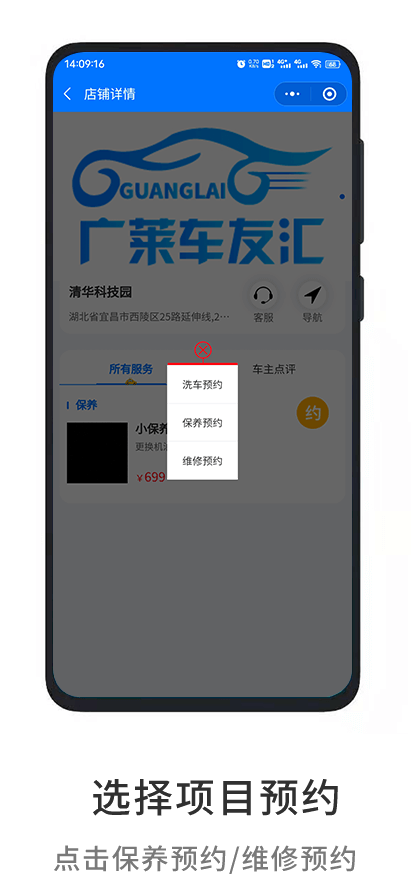 14:09:16
店铺详情
GUANGLAI
广莱车友汇
清华科技园
湖北省宜昌市西陵区25路延伸线,2…
客服
导航
所有服务
车主点评
保养
约
小保养
更换机油
￥699
洗车预约
保养预约
维修预约
选择项目预约
点击保养预约/维修预约